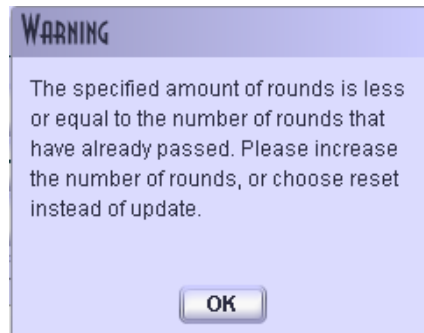 WARNING
The specified amount of rounds is less
or equal to the number of rounds that
have already passed. Please increase
the number of rounds, or choose reset
instead of update.
OK